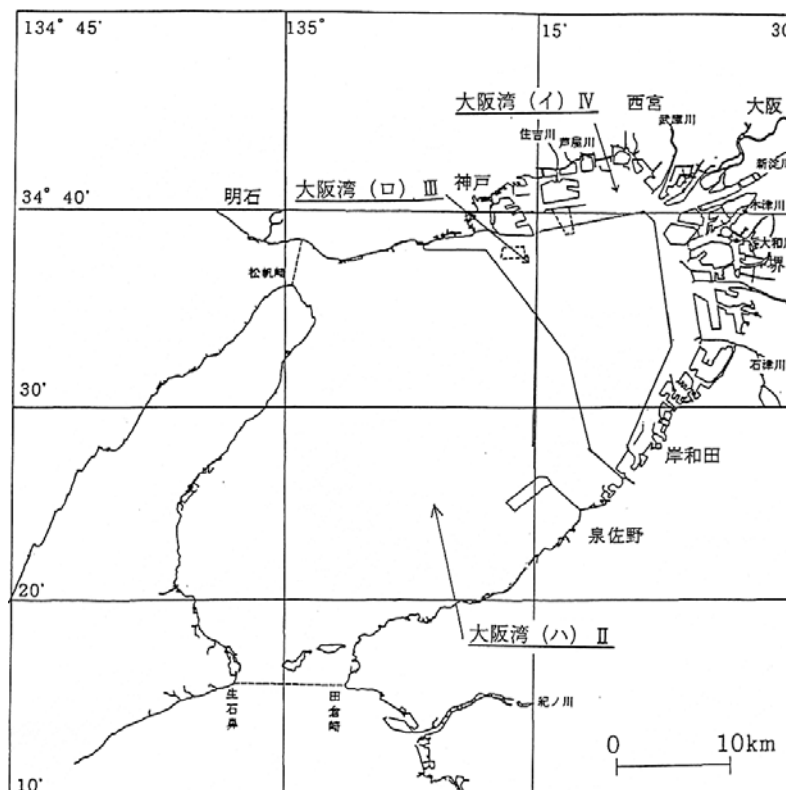 134° 45'
135°
15'
30
大阪湾（イ）Ⅳ
西宮
武庫川
大阪
住吉川
芦屋川
新淀川
大阪湾（ロ）Ⅲ
神戸
34° 40'
明石
木津川
大和川
堺
松帆崎
石津川
30'
岸和田
泉佐野
20'
大阪湾（ハ）Ⅱ
生石鼻
田倉崎
紀ノ川
0 10km
10'